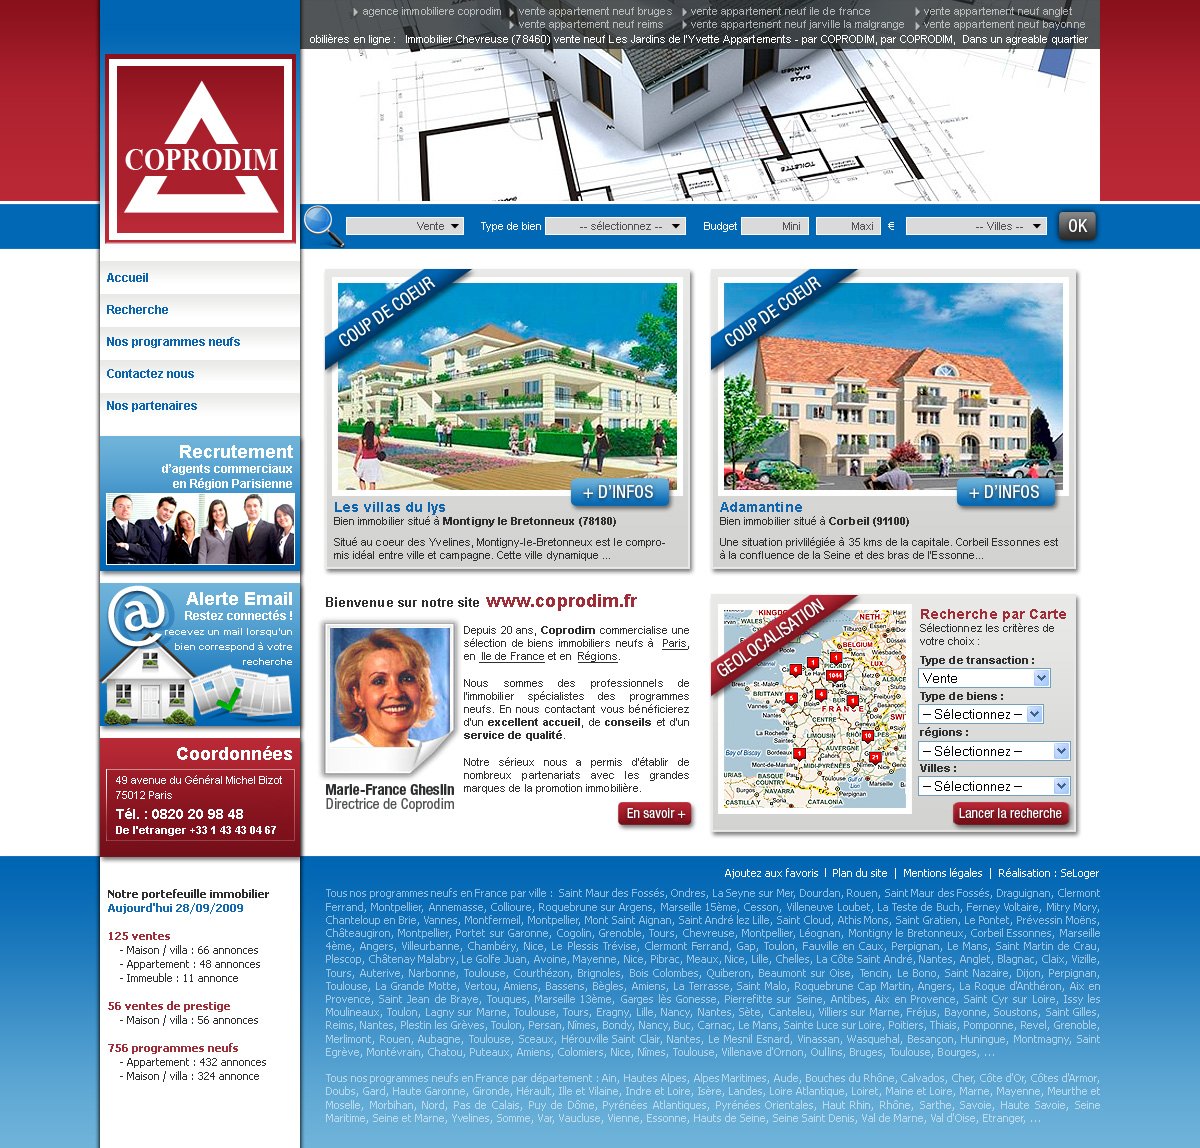 agence immobiliere coprodim
vente appartement neuf bruges
vente appartement neuf ile de france
vente appartement neuf anglet
vente appartement neuf reims
vente appartement neuf jarville la malgrange
vente appartement neuf bayonne
obilières en ligne : Immobilier Chevreuse (78460) vente neuf Les Jardins de l'Yvette Appartements - par COPRODIM, par COPRODIM, Dans un agreable quartier
COPRODIM
Vente Type de bien -- sélectionnez -- Budget Mini Maxi € -- Villes -- OK
Accueil
Recherche
Nos programmes neufs
Contactez nous
Nos partenaires
Recrutement
d'agents commerciaux
en Région Parisienne
Alerte Email
Restez connectés !
recevez un mail lorsqu'un
bien correspond à votre
recherche
Coordonnées
49 avenue du Général Michel Bizot
75012 Paris
Tél. : 0820 20 98 48
De l'etranger +33 1 43 43 04 67
COUP DE COEUR
+ D'INFOS
Les villas du lys
Bien immobilier situé à Montigny le Bretonneux (78180)
Situé au coeur des Yvelines, Montigny-le-Bretonneux est le compro-
mis idéal entre ville et campagne. Cette ville dynamique ...
COUP DE COEUR
+ D'INFOS
Adamantine
Bien immobilier situé à Corbeil (91100)
Une situation privlilégiée à 35 kms de la capitale. Corbeil Essonnes est
à la confluence de la Seine et des bras de l'Essonne...
Bienvenue sur notre site www.coprodim.fr
Depuis 20 ans, Coprodim commercialise une
sélection de biens immobiliers neufs à Paris,
en Ile de France et en Régions.
Nous sommes des professionnels de
l'immobilier spécialistes des programmes
neufs. En nous contactant vous bénéficierez
d'un excellent accueil, de conseils et d'un
service de qualité.
Notre sérieux nous a permis d'établir de
nombreux partenariats avec les grandes
marques de la promotion immobilière.
Marie-France Gheslin
Directrice de Coprodim
En savoir +
GEOLOCALISATION
Recherche par Carte
Sélectionnez les critères de
votre choix :
Type de transaction :
Vente
Type de biens :
-- Sélectionnez --
régions :
-- Sélectionnez --
Villes :
-- Sélectionnez --
Lancer la recherche
Notre portefeuille immobilier
Aujourd'hui 28/09/2009
125 ventes
- Maison / villa : 66 annonces
- Appartement : 48 annonces
- Immeuble : 11 annonce
56 ventes de prestige
- Maison / villa : 56 annonces
756 programmes neufs
- Appartement : 432 annonces
- Maison / villa : 324 annonce
Ajoutez aux favoris | Plan du site | Mentions légales | Réalisation : SeLoger
Tous nos programmes neufs en France par ville : Saint Maur des Fossés, Ondres, La Seyne sur Mer, Dourdan, Rouen, Saint Maur des Fossés, Draguignan, Clermont
Ferrand, Montpellier, Annemasse, Collioure, Roquebrune sur Argens, Marseille 15ème, Cesson, Villeneuve Loubet, La Teste de Buch, Ferney Voltaire, Mitry Mory,
Chanteloup en Brie, Vannes, Montfermeil, Montpellier, Mont Saint Aignan, Saint André lez Lille, Saint Cloud, Athis Mons, Saint Gratien, Le Pontet, Prévessin Moëns,
Châteaugiron, Montpellier, Portet sur Garonne, Cogolin, Grenoble, Tours, Chevreuse, Montpellier, Léognan, Montigny le Bretonneux, Corbeil Essonnes, Marseille
4ème, Angers, Villeurbanne, Chambéry, Nice, Le Plessis Trévise, Clermont Ferrand, Gap, Toulon, Fauville en Caux, Perpignan, Le Mans, Saint Martin de Crau,
Plescop, Châtenay Malabry, Le Golfe Juan, Avoine, Mayenne, Nice, Pibrac, Meaux, Nice, Lille, Chelles, La Côte Saint André, Nantes, Anglet, Blagnac, Claix, Vizille,
Tours, Auterive, Narbonne, Toulouse, Courthézon, Brignoles, Bois Colombes, Quiberon, Beaumont sur Oise, Tencin, Le Bono, Saint Nazaire, Dijon, Perpignan,
Toulouse, La Grande Motte, Vertou, Amiens, Bassens, Bègles, Amiens, La Terrasse, Saint Malo, Roquebrune Cap Martin, Angers, La Roque d'Anthéron, Aix en
Provence, Saint Jean de Braye, Touques, Marseille 13ème, Garges lès Gonesse, Pierrefitte sur Seine, Antibes, Aix en Provence, Saint Cyr sur Loire, Issy les
Moulineaux, Toulon, Lagny sur Marne, Toulouse, Tours, Eragny, Lille, Nancy, Nantes, Sète, Canteleu, Villiers sur Marne, Fréjus, Bayonne, Soustons, Saint Gilles,
Reims, Nantes, Plestin les Grèves, Toulon, Persan, Nîmes, Bondy, Nancy, Buc, Carnac, Le Mans, Sainte Luce sur Loire, Poitiers, Thiais, Pomponne, Revel, Grenoble,
Merlimont, Rouen, Aubagne, Toulouse, Sceaux, Hérouville Saint Clair, Nantes, Le Mesnil Esnard, Vinassan, Wasquehal, Besançon, Huningue, Montmagny, Saint
Egrève, Montévrain, Chatou, Puteaux, Amiens, Colomiers, Nice, Nîmes, Toulouse, Villenave d'Ornon, Oullins, Bruges, Toulouse, Bourges, ...
Tous nos programmes neufs en France par département : Ain, Hautes Alpes, Alpes Maritimes, Aude, Bouches du Rhône, Calvados, Cher, Côte d'Or, Côtes d'Armor,
Doubs, Gard, Haute Garonne, Gironde, Hérault, Ille et Vilaine, Indre et Loire, Isère, Landes, Loire Atlantique, Loiret, Maine et Loire, Marne, Mayenne, Meurthe et
Moselle, Morbihan, Nord, Pas de Calais, Puy de Dôme, Pyrénées Atlantiques, Pyrénées Orientales, Haut Rhin, Rhône, Sarthe, Savoie, Haute Savoie, Seine
Maritime, Seine et Marne, Yvelines, Somme, Var, Vaucluse, Vienne, Essonne, Hauts de Seine, Seine Saint Denis, Val de Marne, Val d'Oise, Etranger, ...